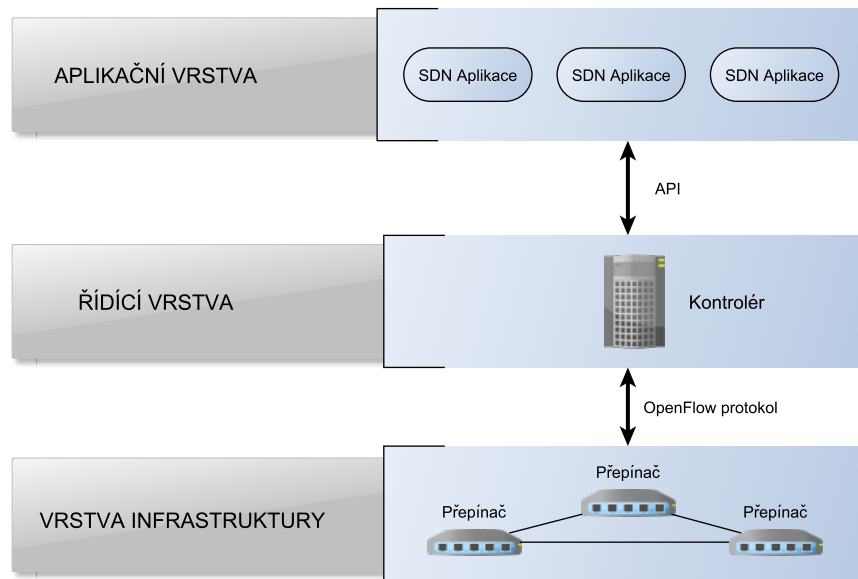 APLIKAČNÍ VRSTVA
SDN Aplikace
SDN Aplikace
SDN Aplikace
API
ŘÍDÍCÍ VRSTVA
Kontrolér
OpenFlow protokol
VRSTVA INFRASTRUKTURY
Přepínač
Přepínač
Přepínač